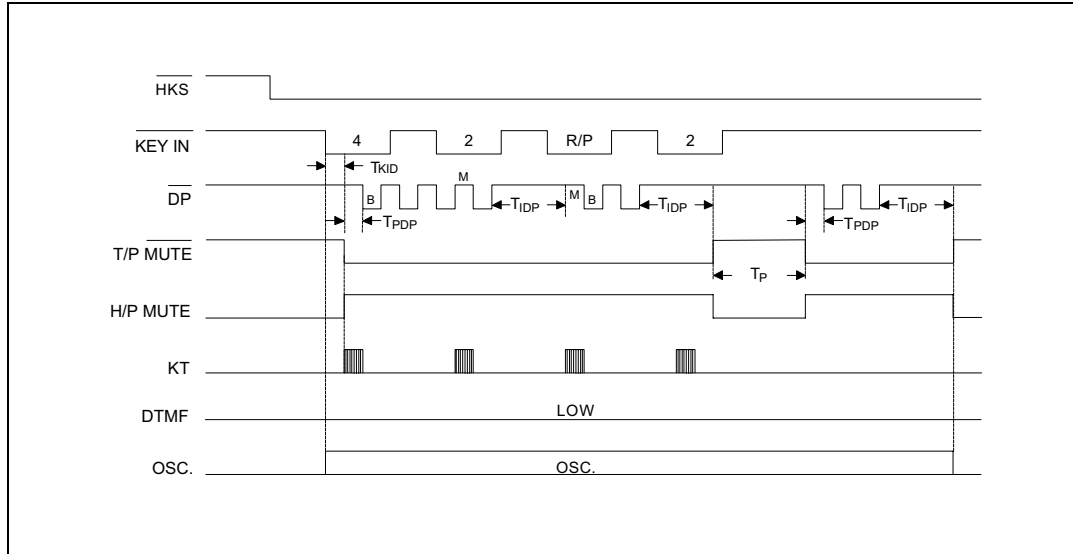 HKS
KEY IN
4 2 R/P 2
TKID
M
DP
B TIDP M B TIDP TIDP
TPDP TPDP
T/P MUTE
TP
H/P MUTE
KT
DTMF
LOW
OSC.
OSC.